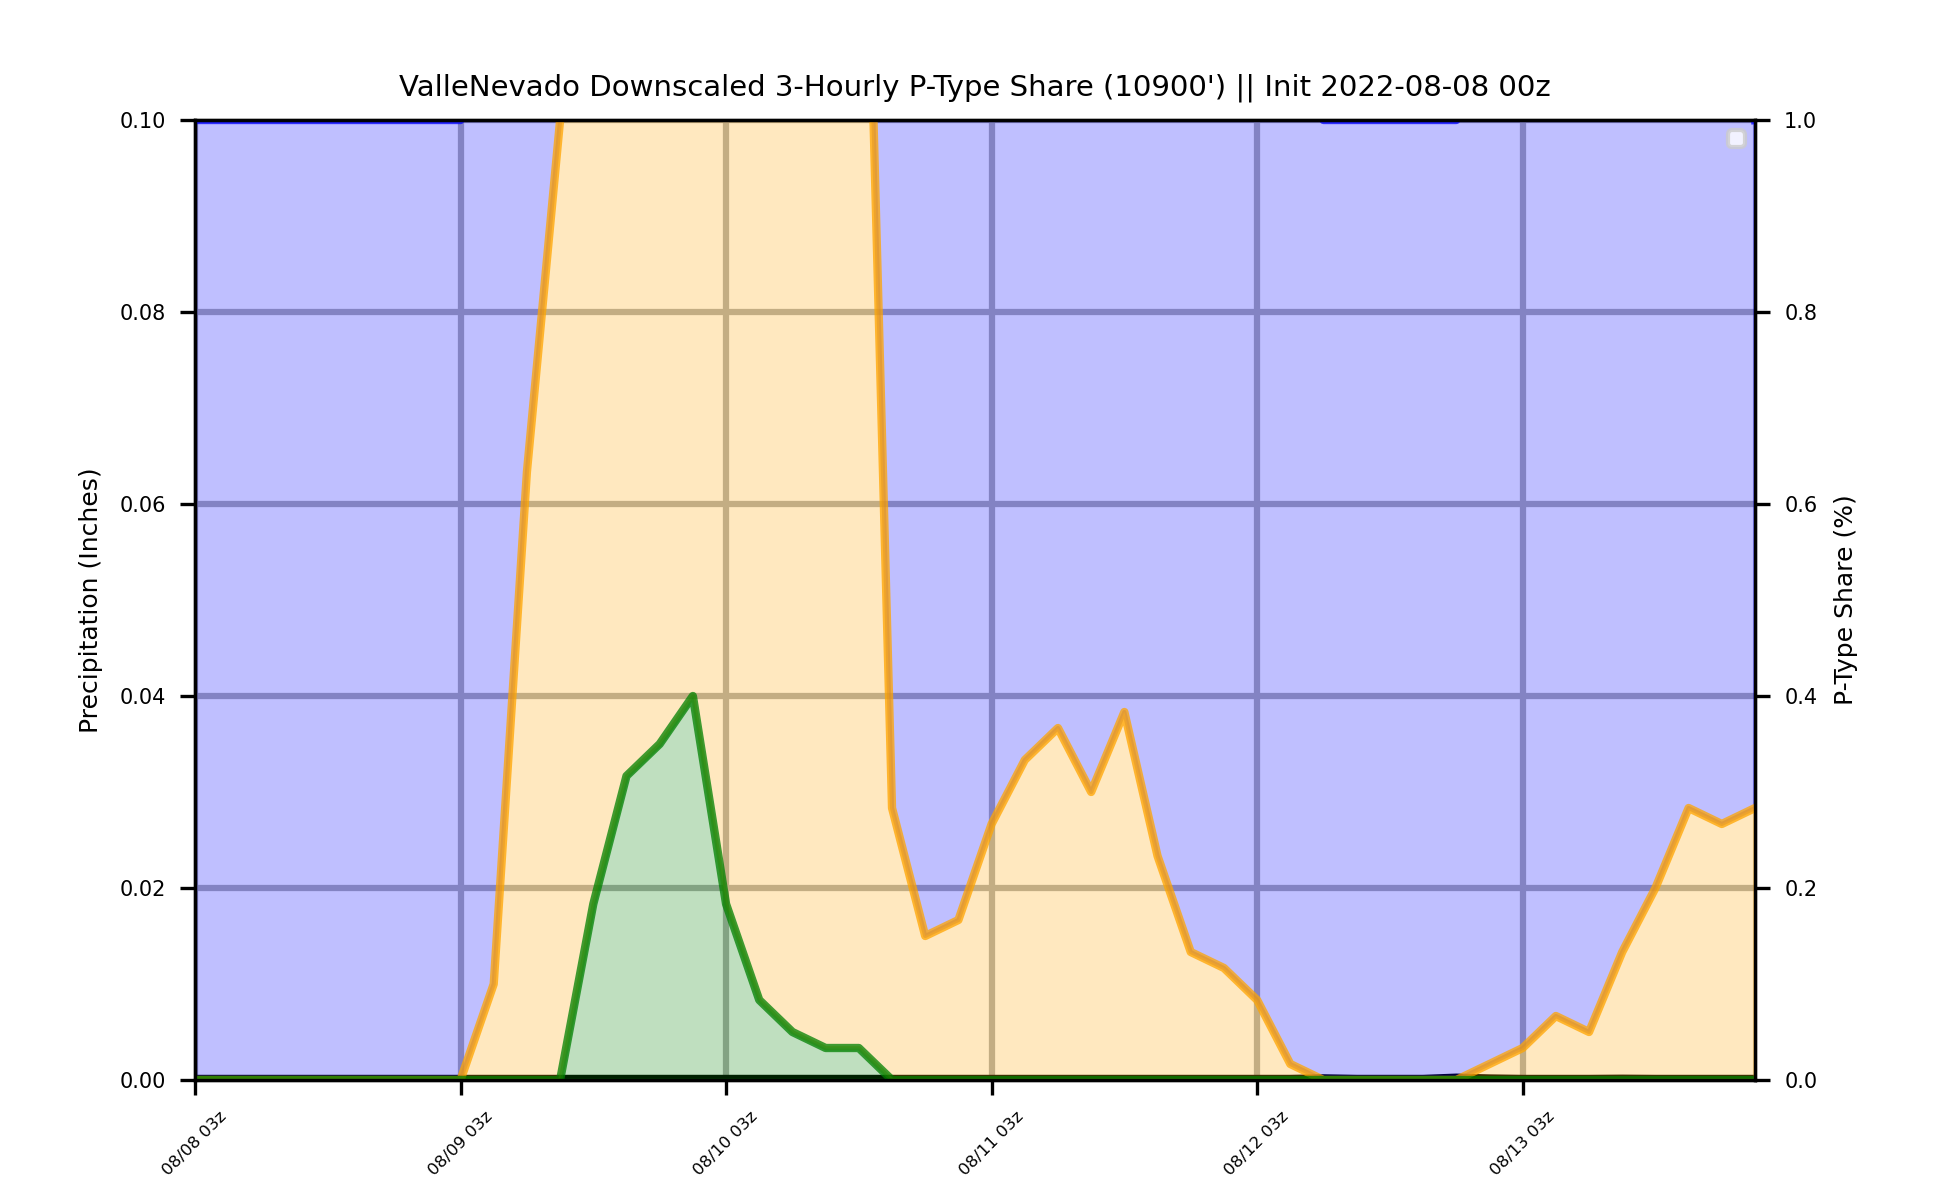 ValleNevado Downscaled 3-Hourly P-Type Share (10900') || Init 2022-08-08 00z
0.10
0.08
0.06
0.04
0.02
0.00
Precipitation (Inches)
1.0
0.8
0.6
0.4
0.2
0.0
P-Type Share (%)
08/08 03z
08/09 03z
08/10 03z
08/11 03z
08/12 03z
08/13 03z